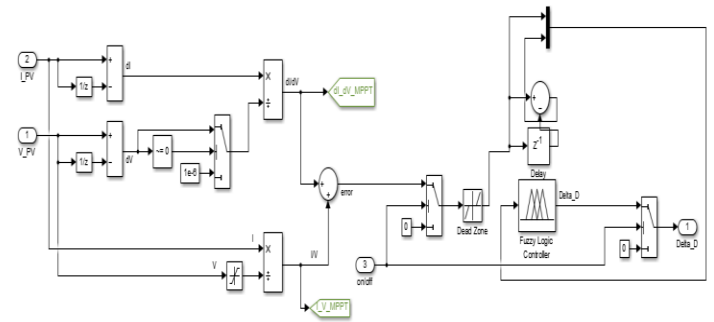 2
I_PV
+
-
1/z
dI
×
÷
dI/dV
dI_dV_MPPT
1
V_PV
+
-
1/z
dV
~= 0
1e-6
+
+
error
I
V
×
÷
I/V
I_V_MPPT
0
3
on/off
Dead Zone
+
-
z-1
Delay
Fuzzy Logic
Controller
Delta_D
0
1
Delta_D